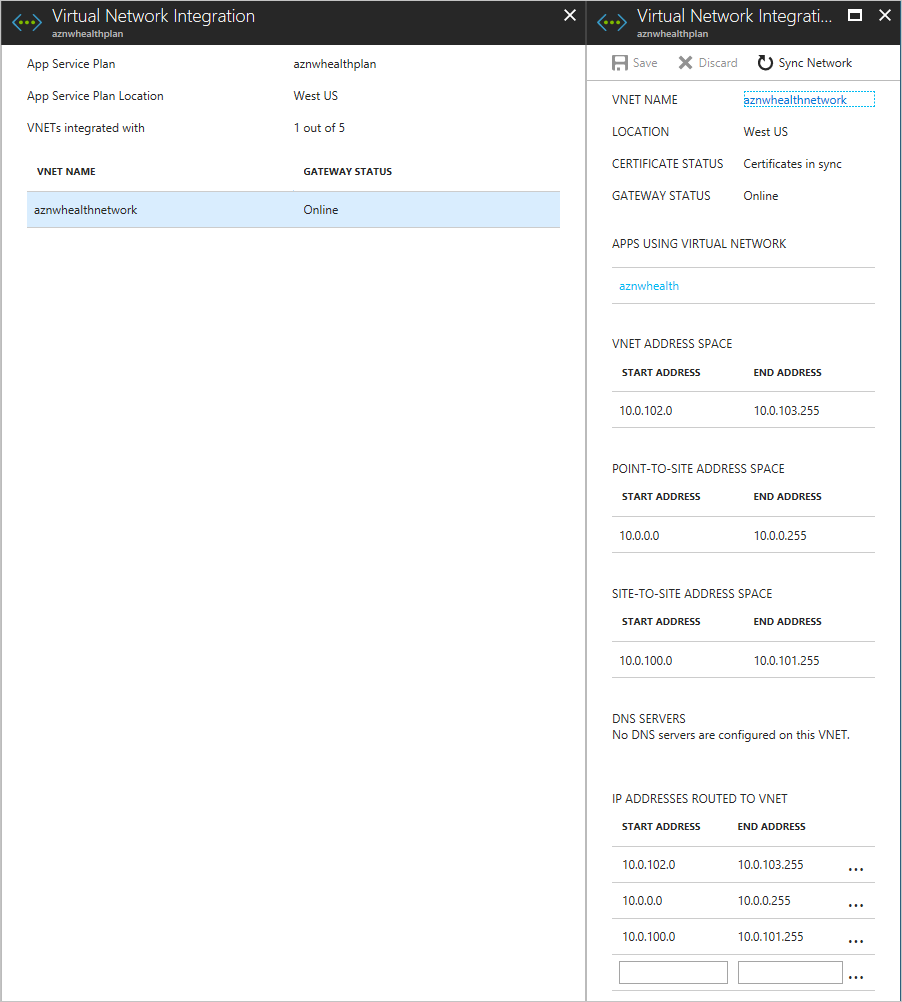 Virtual Network Integration
aznwhealthplan
App Service Plan aznwhealthplan
App Service Plan Location West US
VNETs integrated with 1 out of 5
VNET NAME GATEWAY STATUS
aznwhealthnetwork Online
Virtual Network Integrati...
aznwhealthplan
Save Discard Sync Network
VNET NAME aznwhealthnetwork
LOCATION West US
CERTIFICATE STATUS Certificates in sync
GATEWAY STATUS Online
APPS USING VIRTUAL NETWORK
aznwhealth
VNET ADDRESS SPACE
START ADDRESS END ADDRESS
10.0.102.0 10.0.103.255
POINT-TO-SITE ADDRESS SPACE
START ADDRESS END ADDRESS
10.0.0.0 10.0.0.255
SITE-TO-SITE ADDRESS SPACE
START ADDRESS END ADDRESS
10.0.100.0 10.0.101.255
DNS SERVERS
No DNS servers are configured on this VNET.
IP ADDRESSES ROUTED TO VNET
START ADDRESS END ADDRESS
10.0.102.0 10.0.103.255 ...
10.0.0.0 10.0.0.255 ...
10.0.100.0 10.0.101.255 ...
...